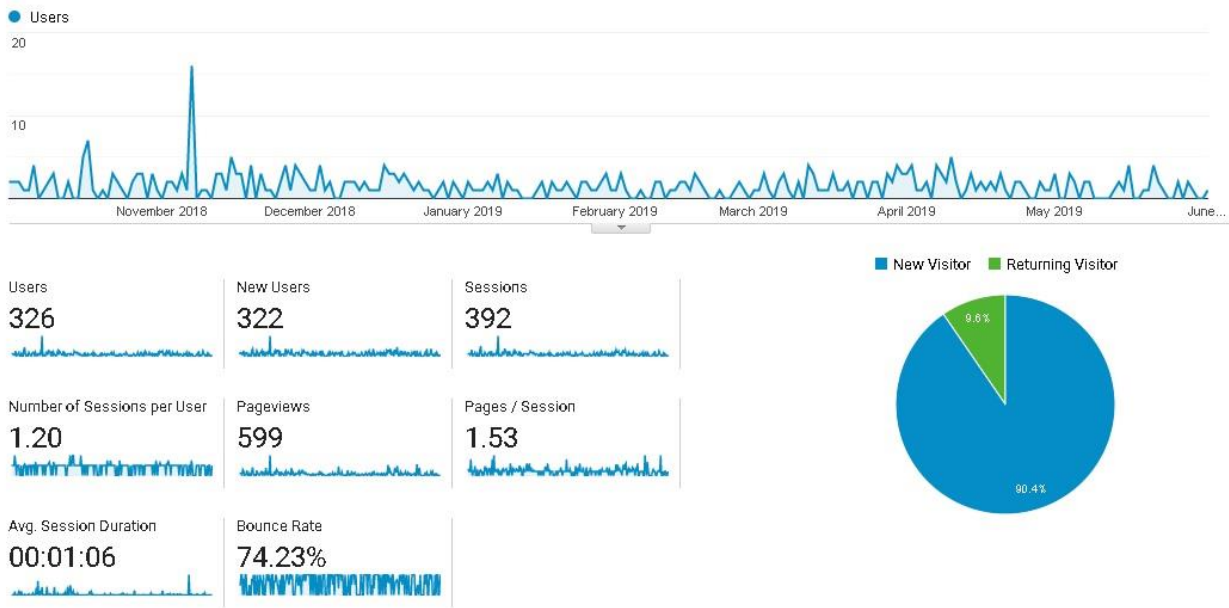 Users
20
10
November 2018 December 2018 January 2019 February 2019 March 2019 April 2019 May 2019 June...
New Visitor Returning Visitor
Users New Users Sessions
326 322 392
Number of Sessions per User Pageviews Pages / Session
1.20 599 1.53
Avg. Session Duration Bounce Rate
00:01:06 74.23%
9.6%
90.4%